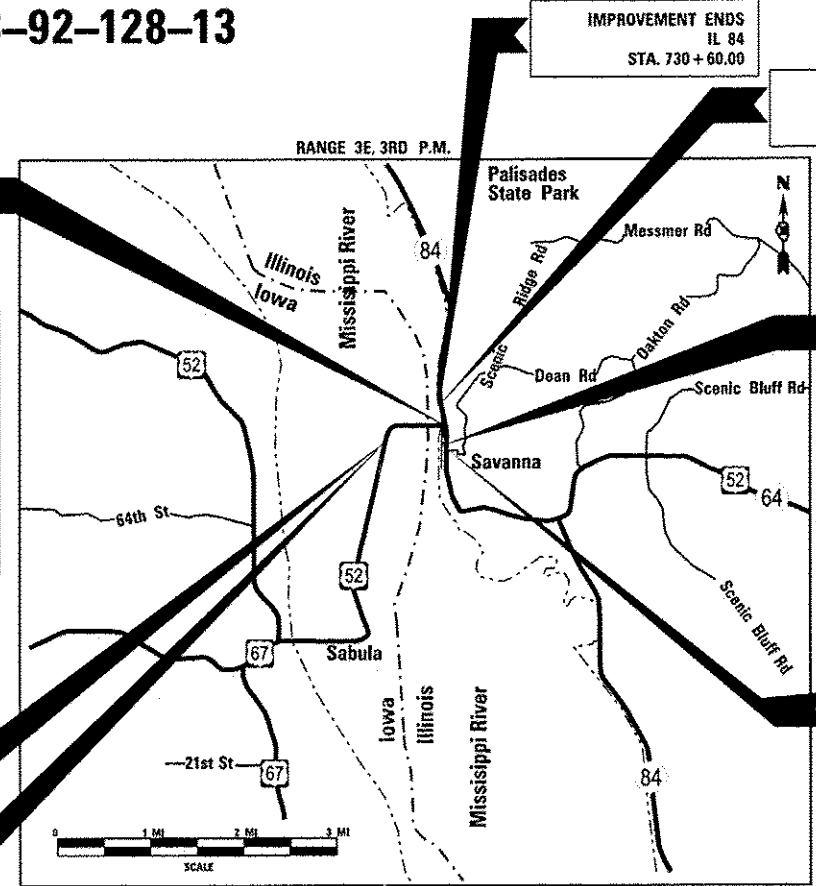 –92–128–13
IMPROVEMENT ENDS
IL 84
STA. 730 + 60.00
RANGE 3E, 3RD P.M.
Palisades
State Park
N
Messmer Rd
84
Mississippi River
Illinois
Iowa
Scenic Ridge Rd
Oakton Rd
52
Dean Rd
Scenic Bluff Rd
Savanna
52
64
64th St
52
Scenic Bluff Rd
67
Sabula
Iowa
Illinois
Mississippi River
21st St
67
84
0 1 MI 2 MI 3 MI
SCALE